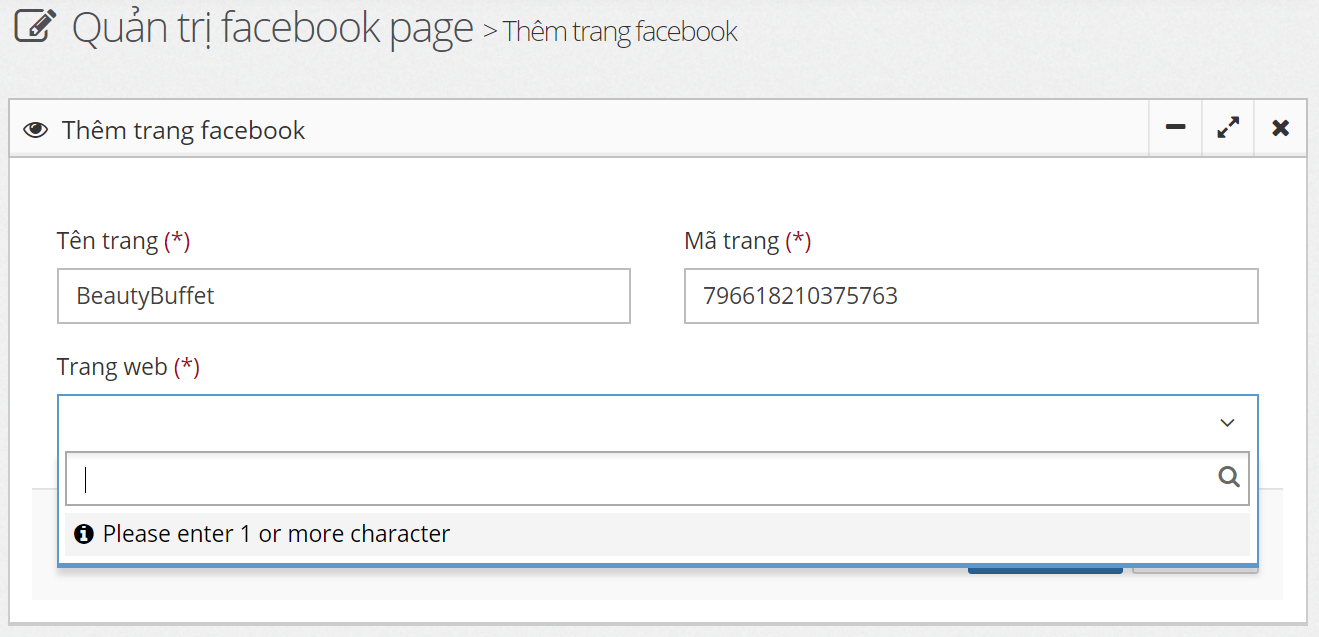 Quản trị facebook page > Thêm trang facebook
Thêm trang facebook
Tên trang (*)
Mã trang (*)
BeautyBuffet
796618210375763
Trang web (*)
Please enter 1 or more character